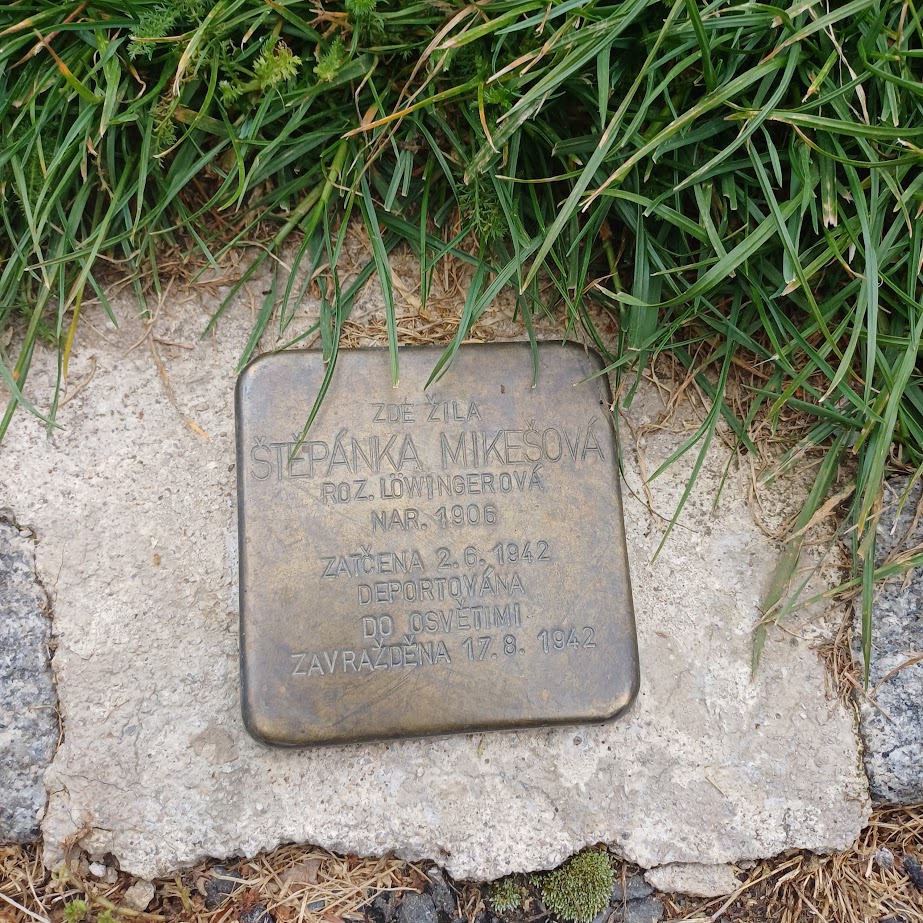 ZDE ŽILA
ŠTĚPÁNKA MIKEŠOVÁ
ROZ. LÖWINGEROVÁ
NAR. 1906
ZATČENA 2. 6. 1942
DEPORTOVÁNA
DO OSVĚTIMI
ZAVRAŽDĚNA 17. 8. 1942